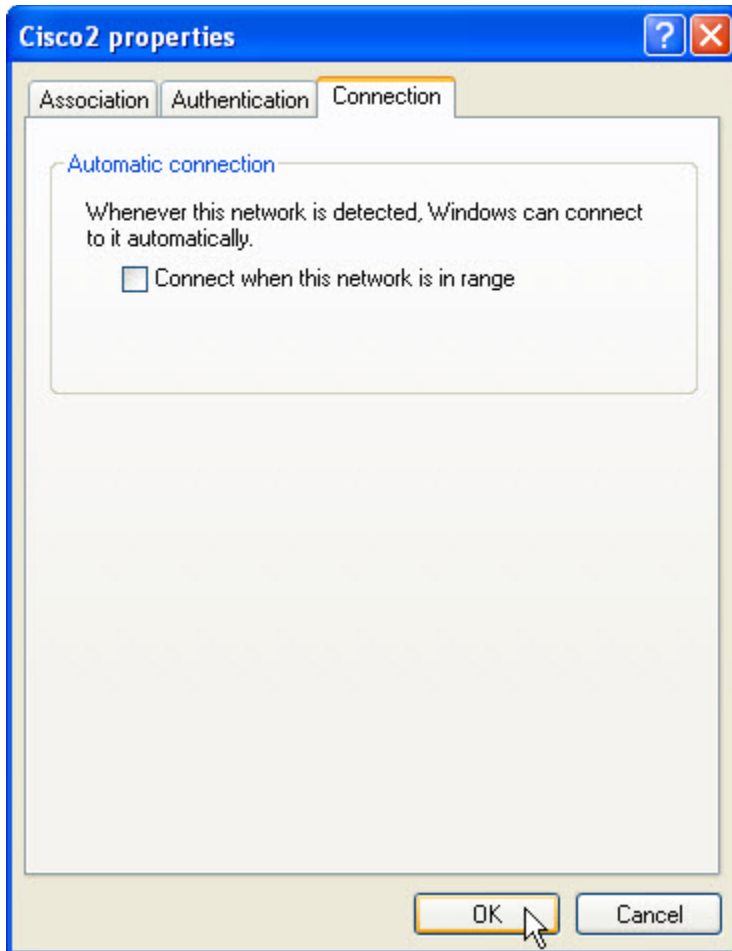 Cisco2 properties
Association Authentication Connection
Automatic connection
Whenever this network is detected, Windows can connect
to it automatically.
Connect when this network is in range
OK Cancel